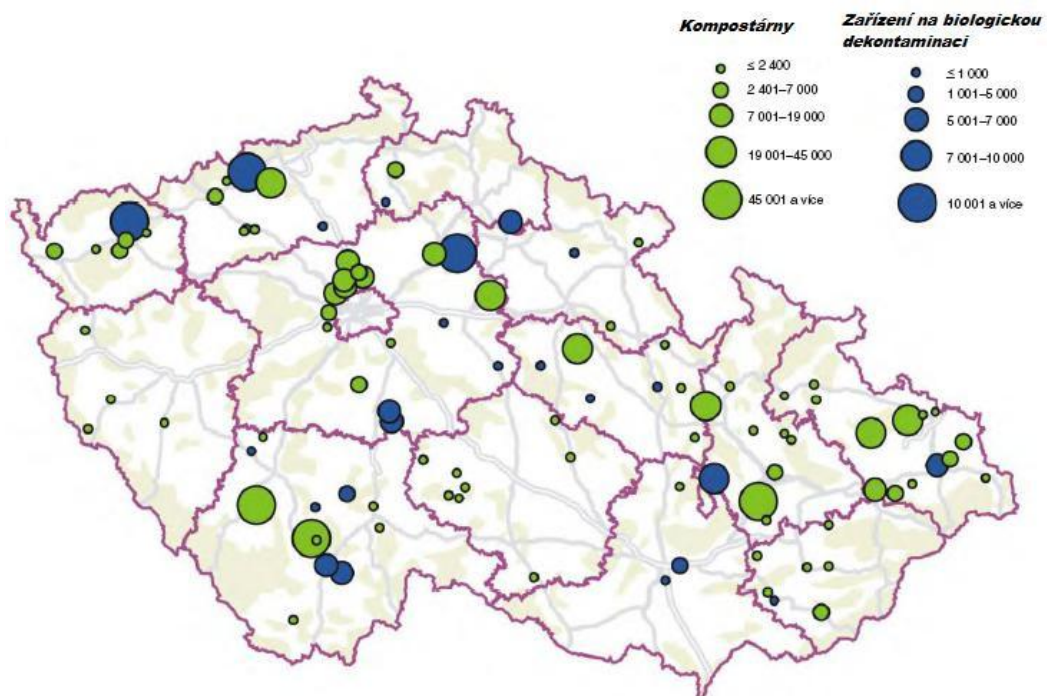 Kompostárny
≤ 2 400
2 401–7 000
7 001–19 000
19 001–45 000
45 001 a více
Zařízení na biologickou
dekontaminaci
≤ 1 000
1 001–5 000
5 001–7 000
7 001–10 000
10 001 a více